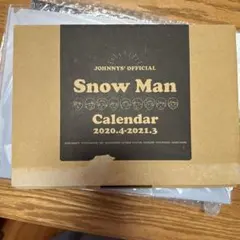 JOHNNYS' OFFICIAL
Snow Man
Calendar
2020.4-2021.3